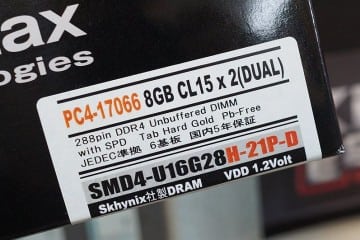 ax
ogies
PC4-17066 8GB CL15 x 2(DUAL)
288pin DDR4 Unbuffered DIMM
with SPD Tab Hard Gold Pb-Free
JEDEC準拠 6層基板 国内5年保証
SMD4-U16G28H-21P-D
Skhynix社製DRAM VDD 1.2Volt